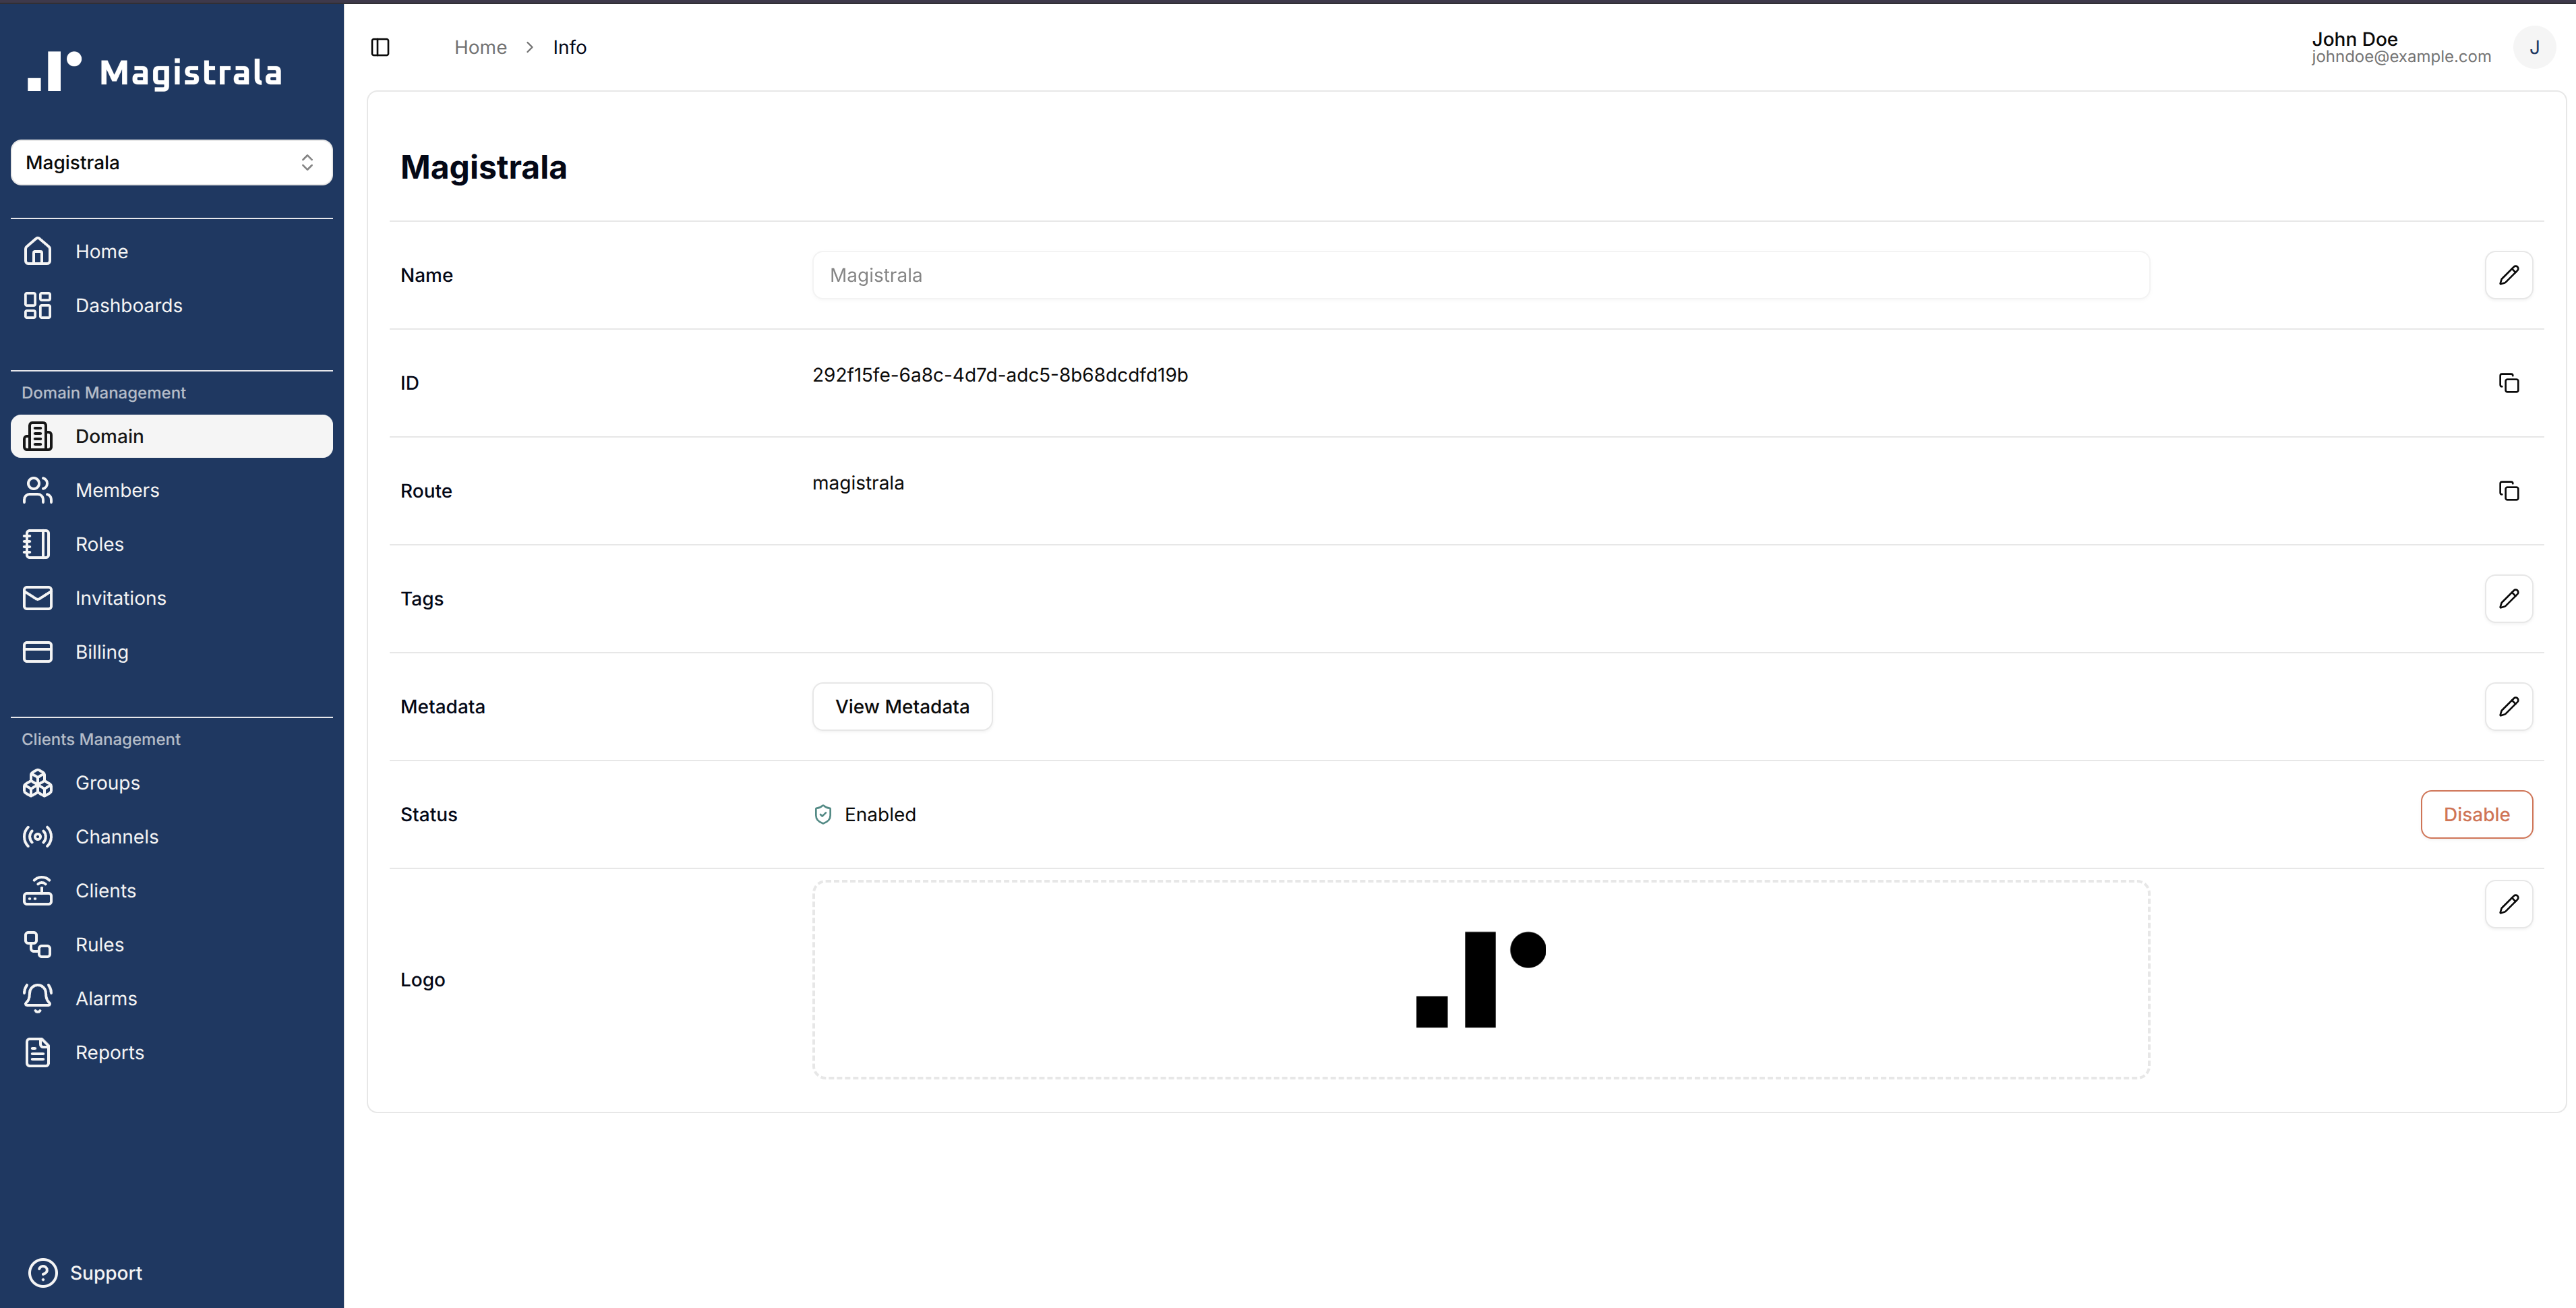 Magistrala
Magistrala
Home
Dashboards
Domain Management
Domain
Members
Roles
Invitations
Billing
Clients Management
Groups
Channels
Clients
Rules
Alarms
Reports
Support
Home > Info
John Doe
johndoe@example.com
J
Magistrala
Name Magistrala
ID 292f15fe-6a8c-4d7d-adc5-8b68dcdfd19b
Route magistrala
Tags
Metadata View Metadata
Status Enabled Disable
Logo